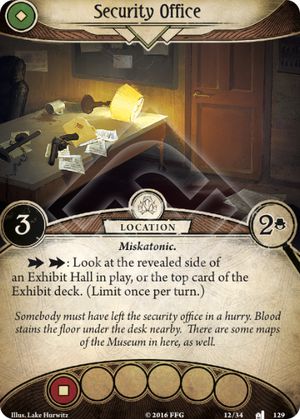 Security Office
3
LOCATION
2
Miskatonic.
: Look at the revealed side of
an Exhibit Hall in play, or the top card of the
Exhibit deck. (Limit once per turn.)
Somebody must have left the security office in a hurry. Blood
stains the floor under the desk nearby. There are some maps
of the Museum in here, as well.
Illus. Lake Hurwitz
© 2016 FFG
12/34
129